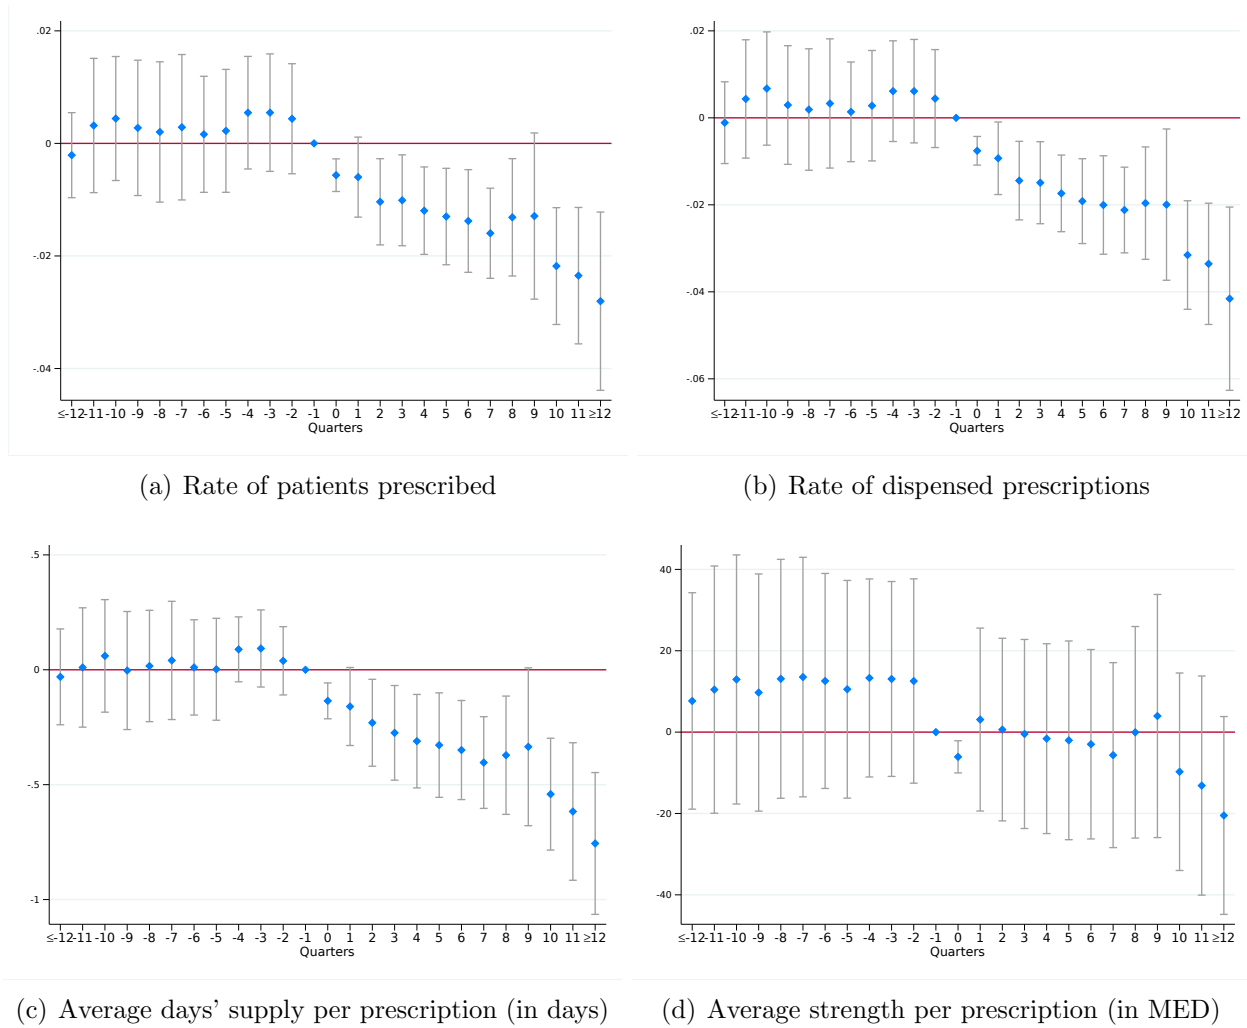 .02
0
-.02
-.04
≤-12 -11 -10 -9 -8 -7 -6 -5 -4 -3 -2 -1 0 1 2 3 4 5 6 7 8 9 10 11 ≥12
Quarters
(a) Rate of patients prescribed
.02
0
-.02
-.04
-.06
≤-12 -11 -10 -9 -8 -7 -6 -5 -4 -3 -2 -1 0 1 2 3 4 5 6 7 8 9 10 11 ≥12
Quarters
(b) Rate of dispensed prescriptions
.5
0
-.5
-1
≤-12 -11 -10 -9 -8 -7 -6 -5 -4 -3 -2 -1 0 1 2 3 4 5 6 7 8 9 10 11 ≥12
Quarters
(c) Average days’ supply per prescription (in days)
40
20
0
-20
-40
≤-12 -11 -10 -9 -8 -7 -6 -5 -4 -3 -2 -1 0 1 2 3 4 5 6 7 8 9 10 11 ≥12
Quarters
(d) Average strength per prescription (in MED)